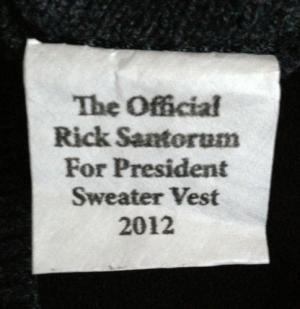 The Official
Rick Santorum
For President
Sweater Vest
2012